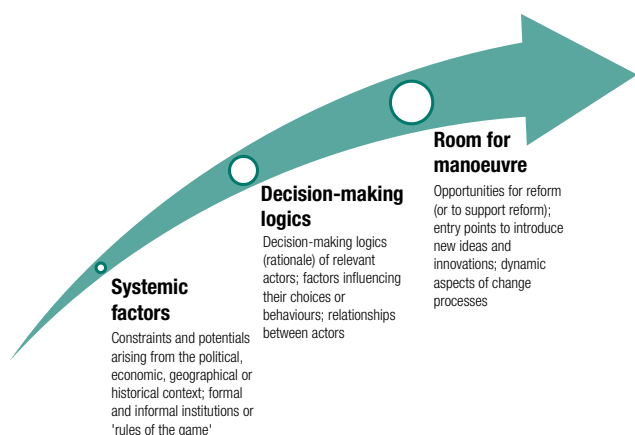 Room for
manoeuvre
Opportunities for reform
(or to support reform);
entry points to introduce
new ideas and
innovations; dynamic
aspects of change
processes
Decision-making
logics
Decision-making logics
(rationale) of relevant
actors; factors influencing
their choices or
behaviours; relationships
between actors
Systemic
factors
Constraints and potentials
arising from the political,
economic, geographical or
historical context; formal
and informal institutions or
'rules of the game'